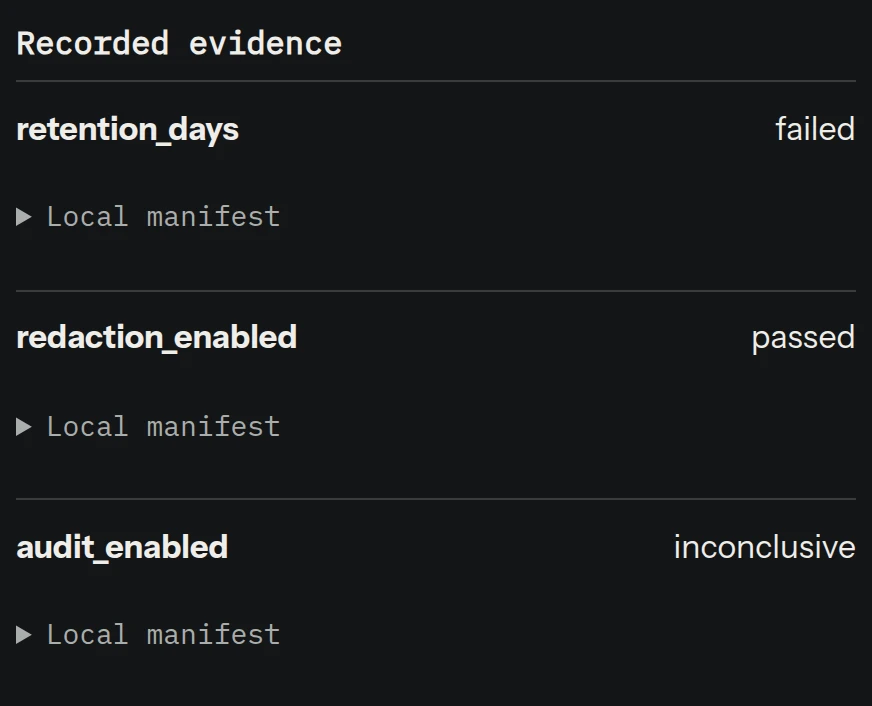 Recorded evidence
retention_days failed
Local manifest
redaction_enabled passed
Local manifest
audit_enabled inconclusive
Local manifest